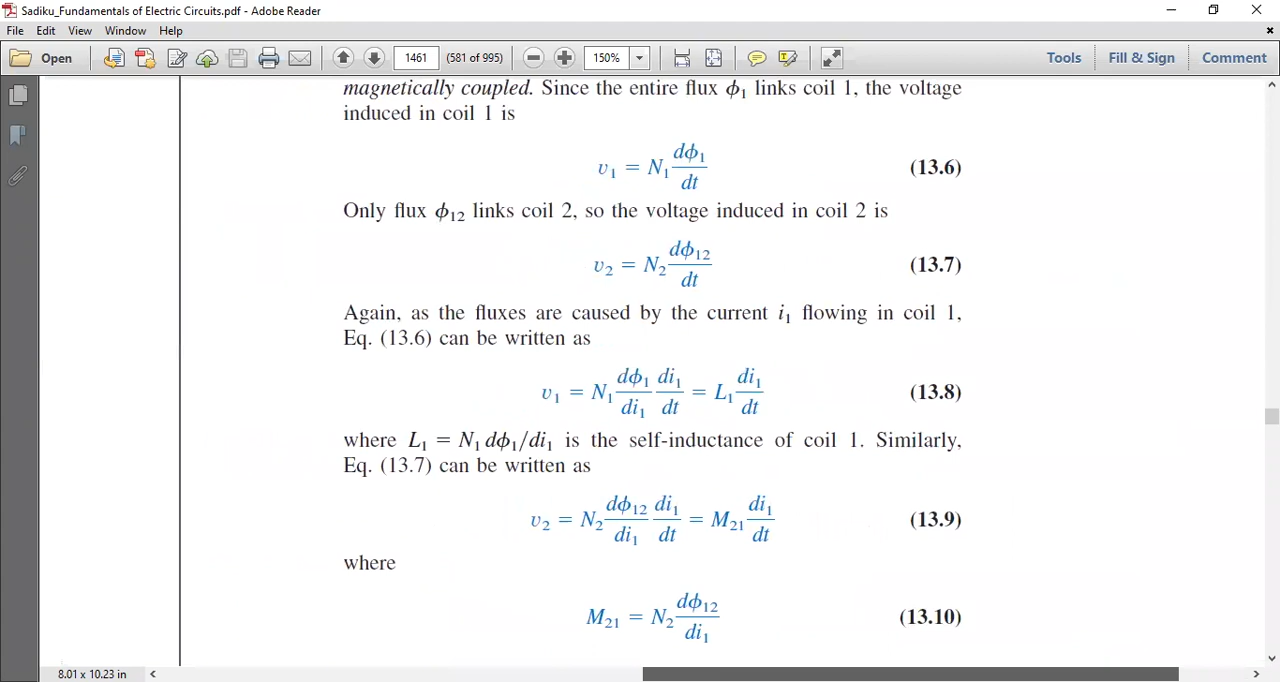 Sadiku_Fundamentals of Electric Circuits.pdf - Adobe Reader
File Edit View Window Help
Open 1461 (581 of 995) 150% Tools Fill & Sign Comment
magnetically coupled. Since the entire flux ϕ₁ links coil 1, the voltage
induced in coil 1 is
v₁ = N₁ dϕ₁/dt (13.6)
Only flux ϕ₁₂ links coil 2, so the voltage induced in coil 2 is
v₂ = N₂ dϕ₁₂/dt (13.7)
Again, as the fluxes are caused by the current i₁ flowing in coil 1,
Eq. (13.6) can be written as
v₁ = N₁ dϕ₁/di₁ di₁/dt = L₁ di₁/dt (13.8)
where L₁ = N₁ dϕ₁/di₁ is the self-inductance of coil 1. Similarly,
Eq. (13.7) can be written as
v₂ = N₂ dϕ₁₂/di₁ di₁/dt = M₂₁ di₁/dt (13.9)
where
M₂₁ = N₂ dϕ₁₂/di₁ (13.10)
8.01 x 10.23 in